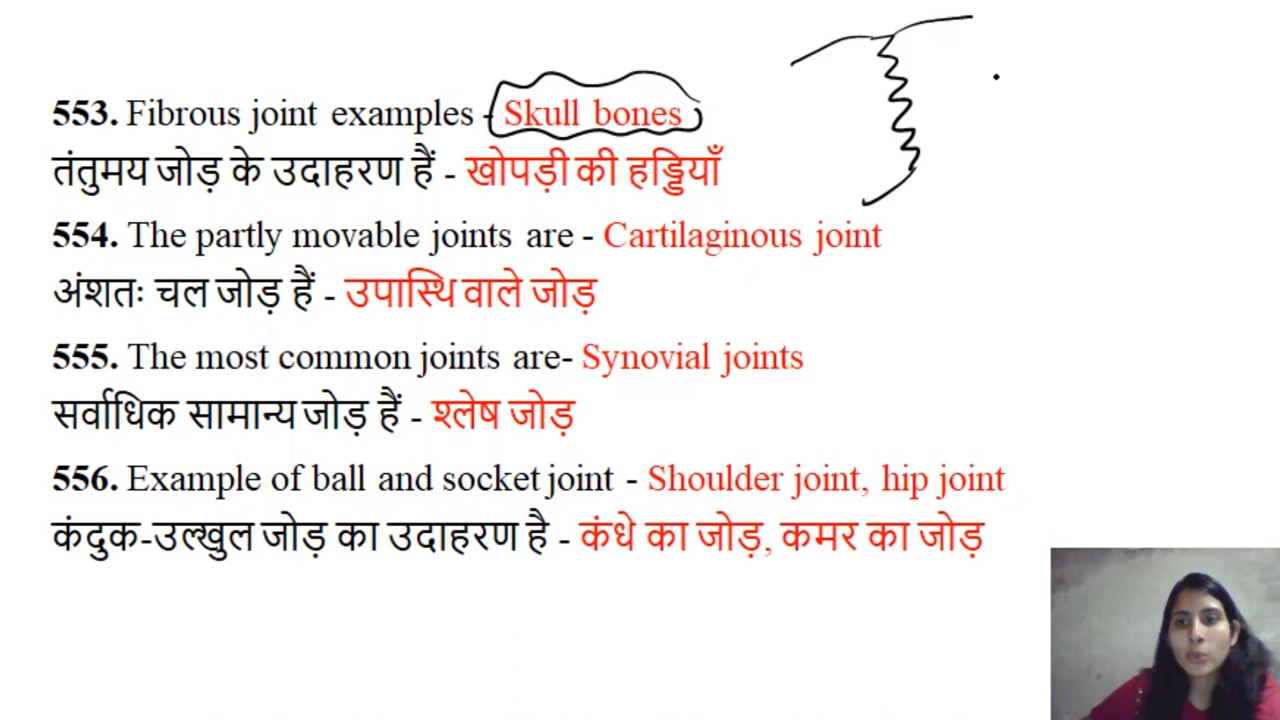 553. Fibrous joint examples - Skull bones
तंतुमय जोड़ के उदाहरण हैं - खोपड़ी की हड्डियाँ
554. The partly movable joints are - Cartilaginous joint
अंशतः चल जोड़ हैं - उपास्थि वाले जोड़
555. The most common joints are- Synovial joints
सर्वाधिक सामान्य जोड़ हैं - श्लेष जोड़
556. Example of ball and socket joint - Shoulder joint, hip joint
कंदुक-उल्खुल जोड़ का उदाहरण है - कंधे का जोड़, कमर का जोड़